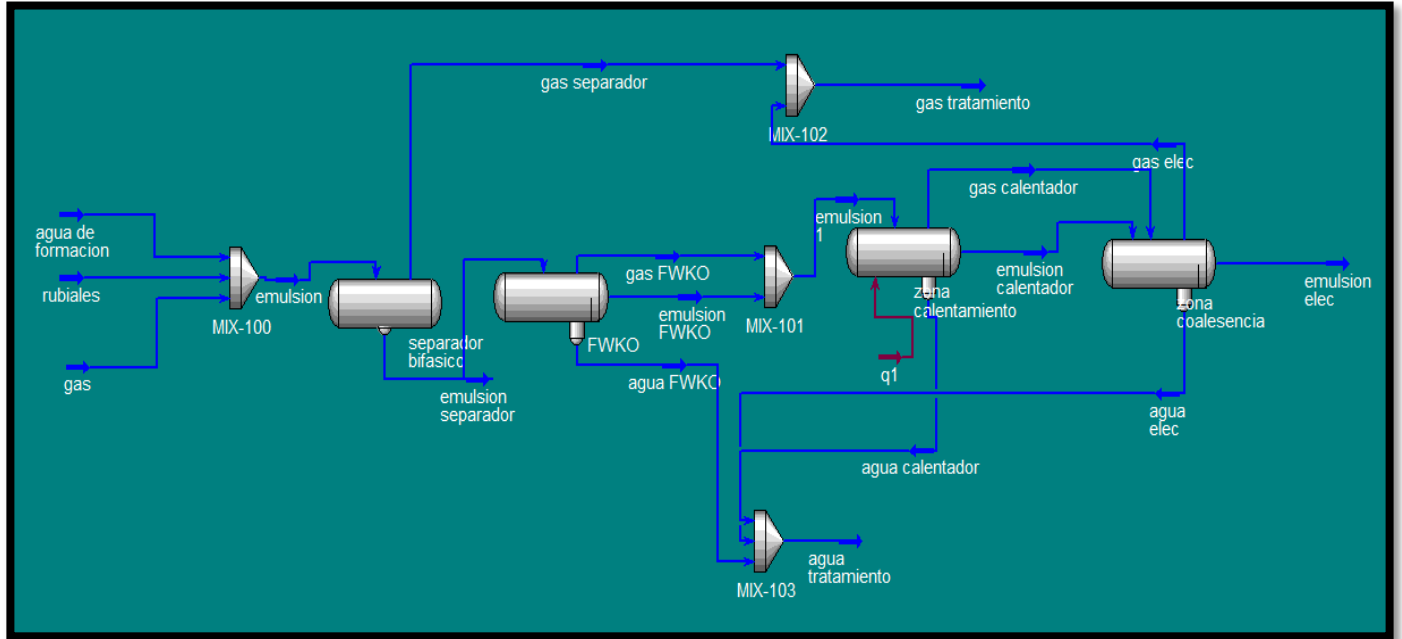 gas separador
gas tratamiento
MIX-102
gas elec
gas calentador
agua de
formacion
emulsion
1
rubiales
emulsion
gas FWKO
emulsion
calentador
emulsion
elec
MIX-100
separador
bifasico
emulsion
FWKO
MIX-101
zona
calentamiento
zona
coalesencia
FWKO
gas
agua FWKO
q1
emulsion
separador
agua
elec
agua calentador
agua
tratamiento
MIX-103